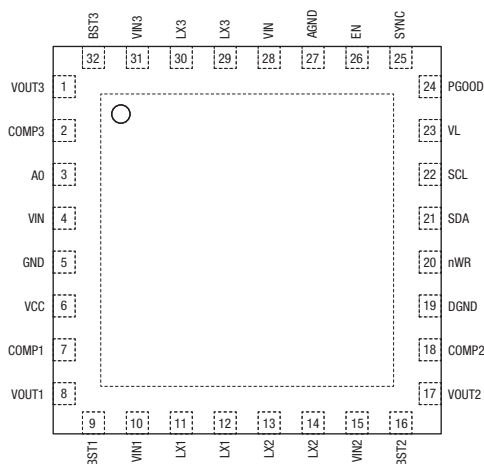 BST3 VIN3 LX3 LX3 VIN AGND EN SYNC
32 31 30 29 28 27 26 25
VOUT3 1 24 PGOOD
COMP3 2 23 VL
A0 3 22 SCL
VIN 4 21 SDA
GND 5 20 nWR
VCC 6 19 DGND
COMP1 7 18 COMP2
VOUT1 8 17 VOUT2
9 10 11 12 13 14 15 16
BST1 VIN1 LX1 LX1 LX2 LX2 VIN2 BST2